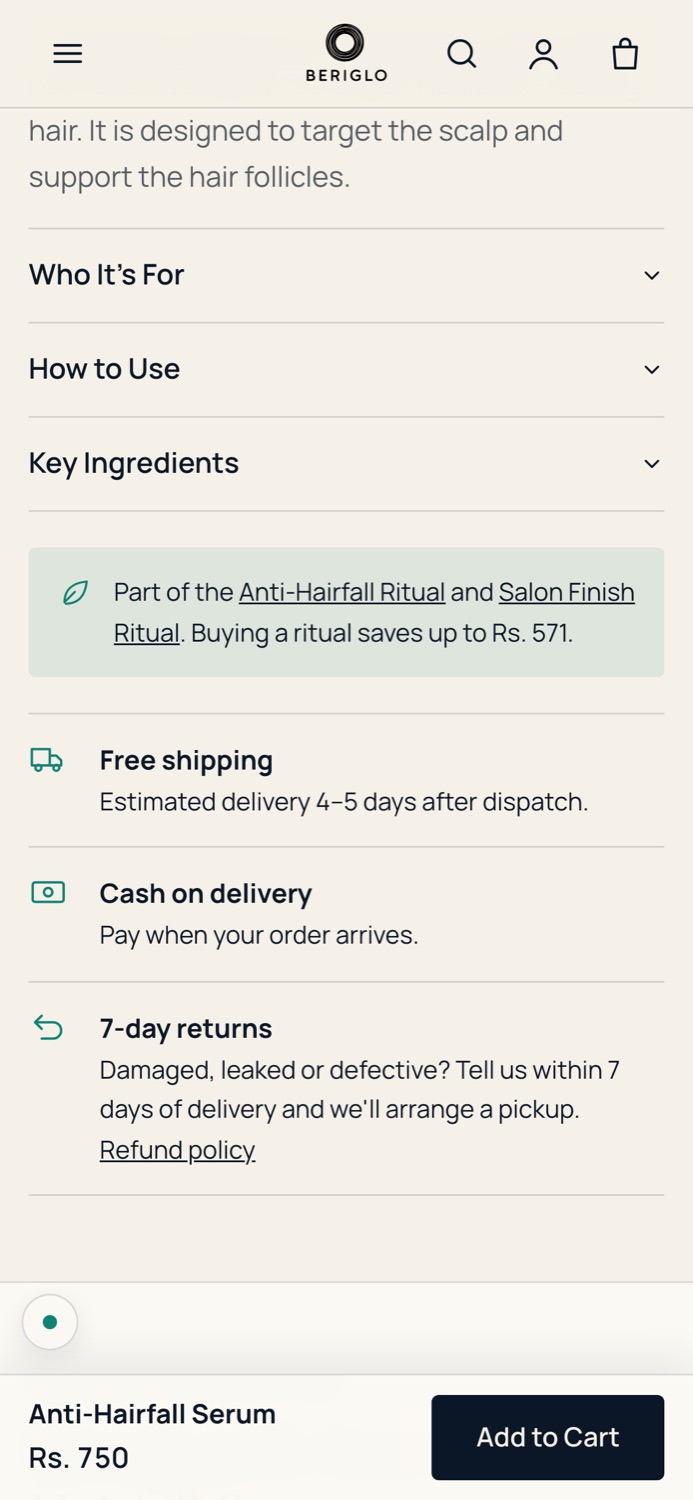 BERIGLO
hair. It is designed to target the scalp and
support the hair follicles.
Who It’s For
How to Use
Key Ingredients
Part of the Anti-Hairfall Ritual and Salon Finish
Ritual. Buying a ritual saves up to Rs. 571.
Free shipping
Estimated delivery 4–5 days after dispatch.
Cash on delivery
Pay when your order arrives.
7-day returns
Damaged, leaked or defective? Tell us within 7
days of delivery and we'll arrange a pickup.
Refund policy
Anti-Hairfall Serum
Rs. 750
Add to Cart